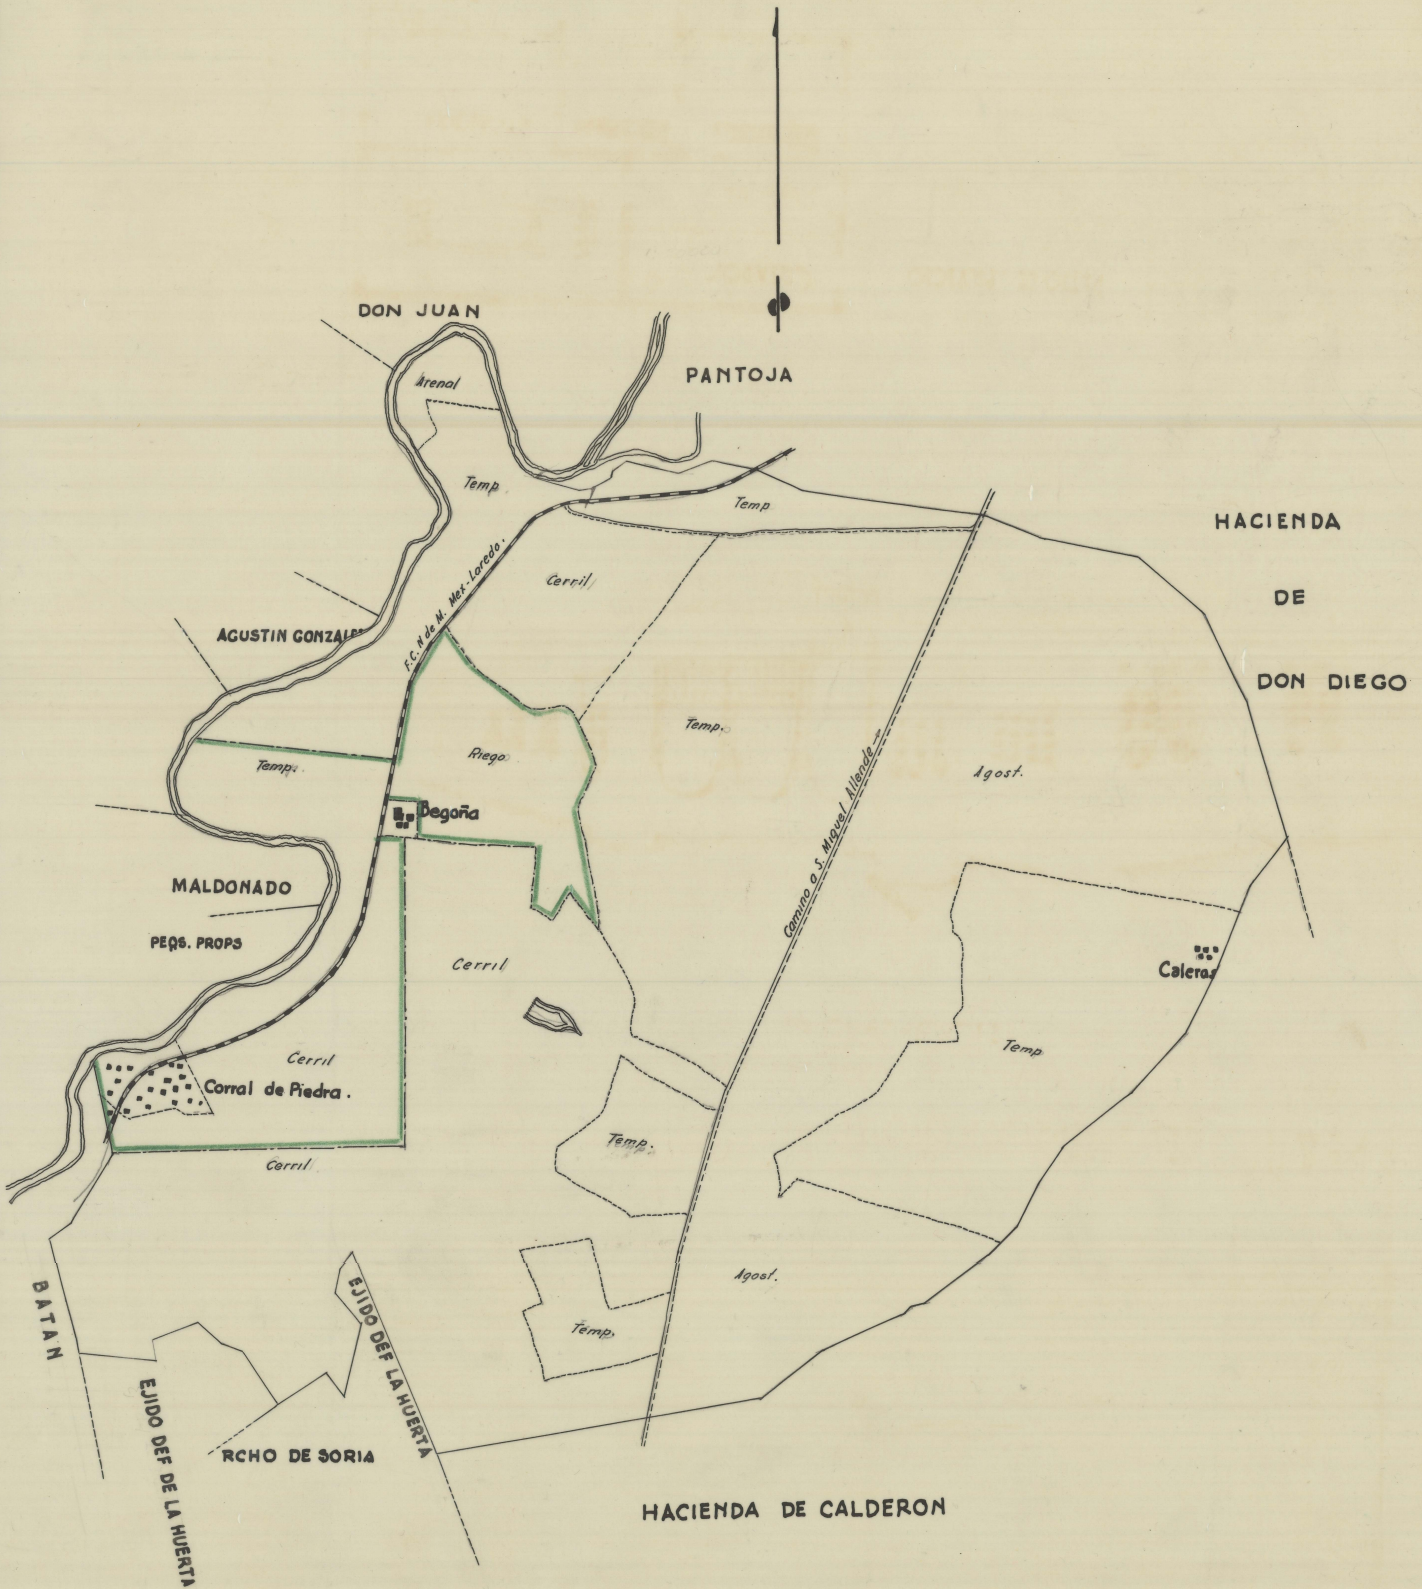 DON JUAN
PANTOJA
Arenal
Temp.
Temp.
HACIENDA
DE
DON DIEGO
F.C. N de M. Mex-Laredo.
Cerril
AGUSTIN GONZALEZ
Temp.
Riego
Temp.
Agost.
Camino a S. Miguel Allende
Begoña
MALDONADO
PEQS. PROPS
Cerril
Caleras
Temp
Cerril
Corral de Piedra.
Temp.
Cerril
Agost.
Temp.
BATAN
EJIDO DEF LA HUERTA
EJIDO DEF DE LA HUERTA
RCHO DE SORIA
HACIENDA DE CALDERON